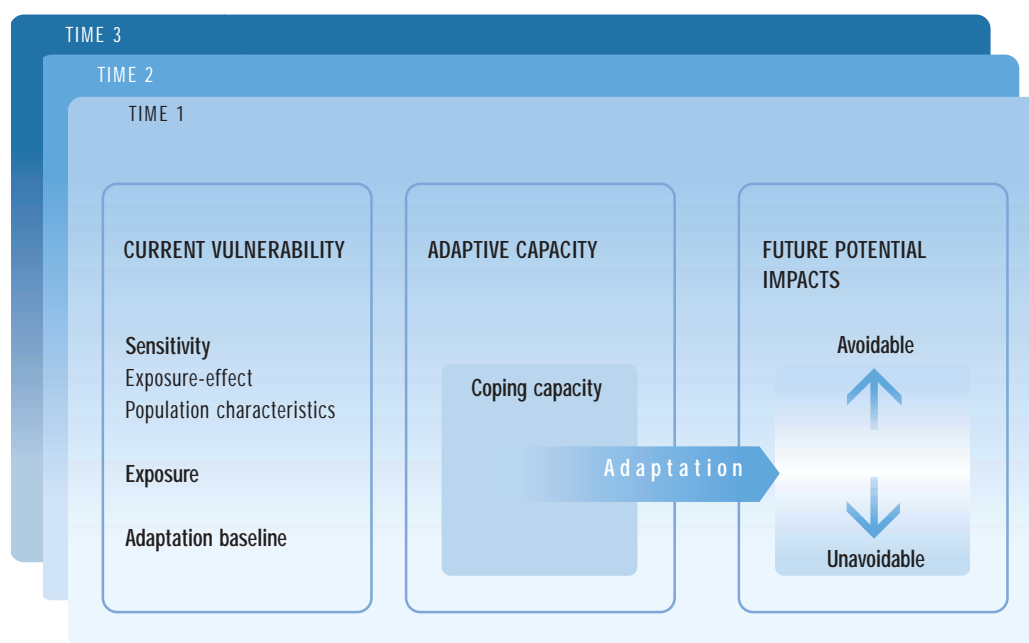 TIME 3
TIME 2
TIME 1
CURRENT VULNERABILITY
Sensitivity
Exposure-effect
Population characteristics
Exposure
Adaptation baseline
ADAPTIVE CAPACITY
Coping capacity
Adaptation
FUTURE POTENTIAL
IMPACTS
Avoidable
Unavoidable